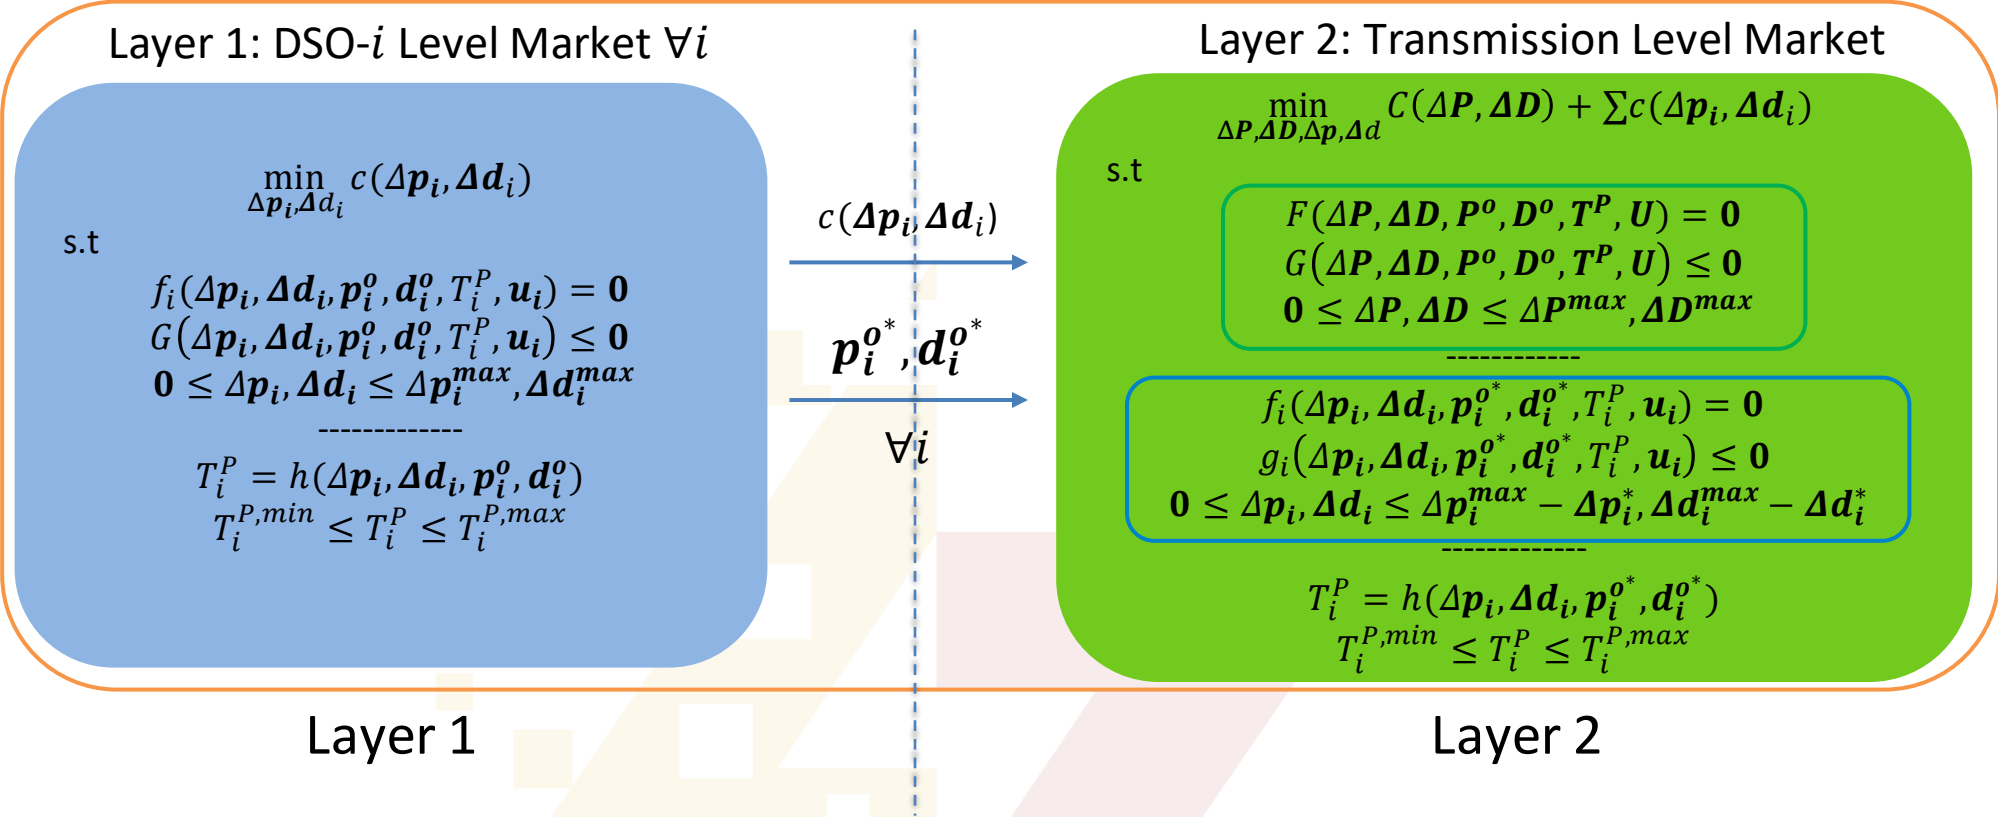 Layer 1: DSO-𝑖 Level Market ∀𝑖
min c(Δp_i, Δd_i)
Δp_i,Δd_i
s.t
f_i(Δp_i, Δd_i, p_i^o, d_i^o, T_i^P, u_i) = 0
G(Δp_i, Δd_i, p_i^o, d_i^o, T_i^P, u_i) ≤ 0
0 ≤ Δp_i, Δd_i ≤ Δp_i^max, Δd_i^max
-------------
T_i^P = h(Δp_i, Δd_i, p_i^o, d_i^o)
T_i^P,min ≤ T_i^P ≤ T_i^P,max
c(Δp_i, Δd_i)
p_i^o*, d_i^o*
∀i
Layer 2: Transmission Level Market
min C(ΔP, ΔD) + ∑c(Δp_i, Δd_i)
ΔP,ΔD,Δp,Δd
s.t
F(ΔP, ΔD, P^o, D^o, T^P, U) = 0
G(ΔP, ΔD, P^o, D^o, T^P, U) ≤ 0
0 ≤ ΔP, ΔD ≤ ΔP^max, ΔD^max
------------
f_i(Δp_i, Δd_i, p_i^o*, d_i^o*, T_i^P, u_i) = 0
g_i(Δp_i, Δd_i, p_i^o*, d_i^o*, T_i^P, u_i) ≤ 0
0 ≤ Δp_i, Δd_i ≤ Δp_i^max − Δp_i^*, Δd_i^max − Δd_i^*
-------------
T_i^P = h(Δp_i, Δd_i, p_i^o*, d_i^o*)
T_i^P,min ≤ T_i^P ≤ T_i^P,max
Layer 1
Layer 2